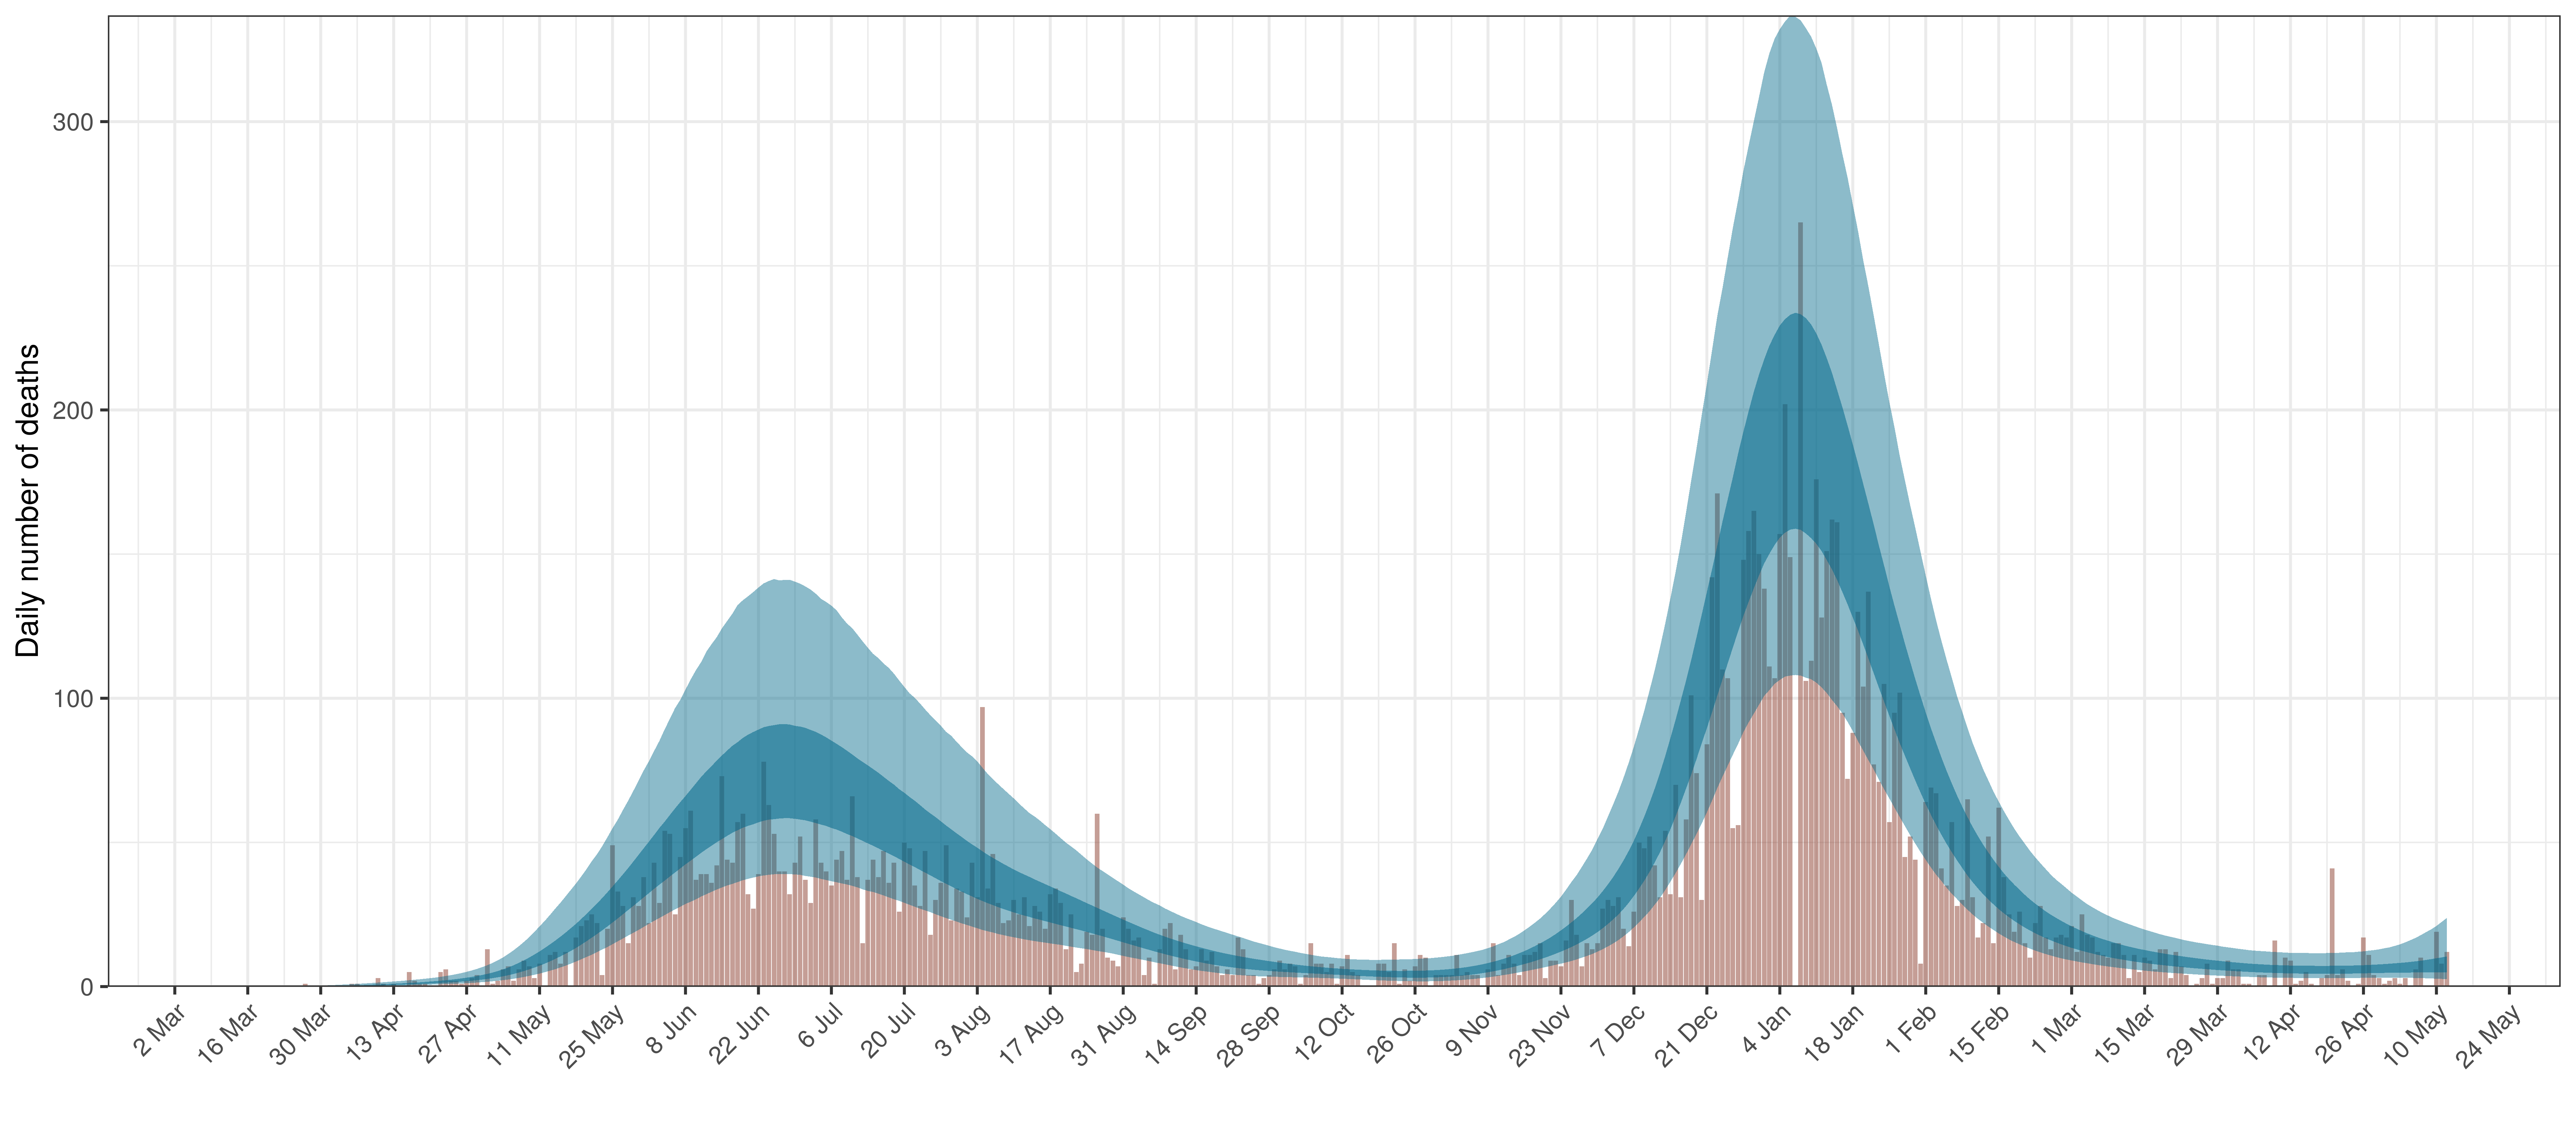 Daily number of deaths
300
200
100
0
2 Mar
16 Mar
30 Mar
13 Apr
27 Apr
11 May
25 May
8 Jun
22 Jun
6 Jul
20 Jul
3 Aug
17 Aug
31 Aug
14 Sep
28 Sep
12 Oct
26 Oct
9 Nov
23 Nov
7 Dec
21 Dec
4 Jan
18 Jan
1 Feb
15 Feb
1 Mar
15 Mar
29 Mar
12 Apr
26 Apr
10 May
24 May